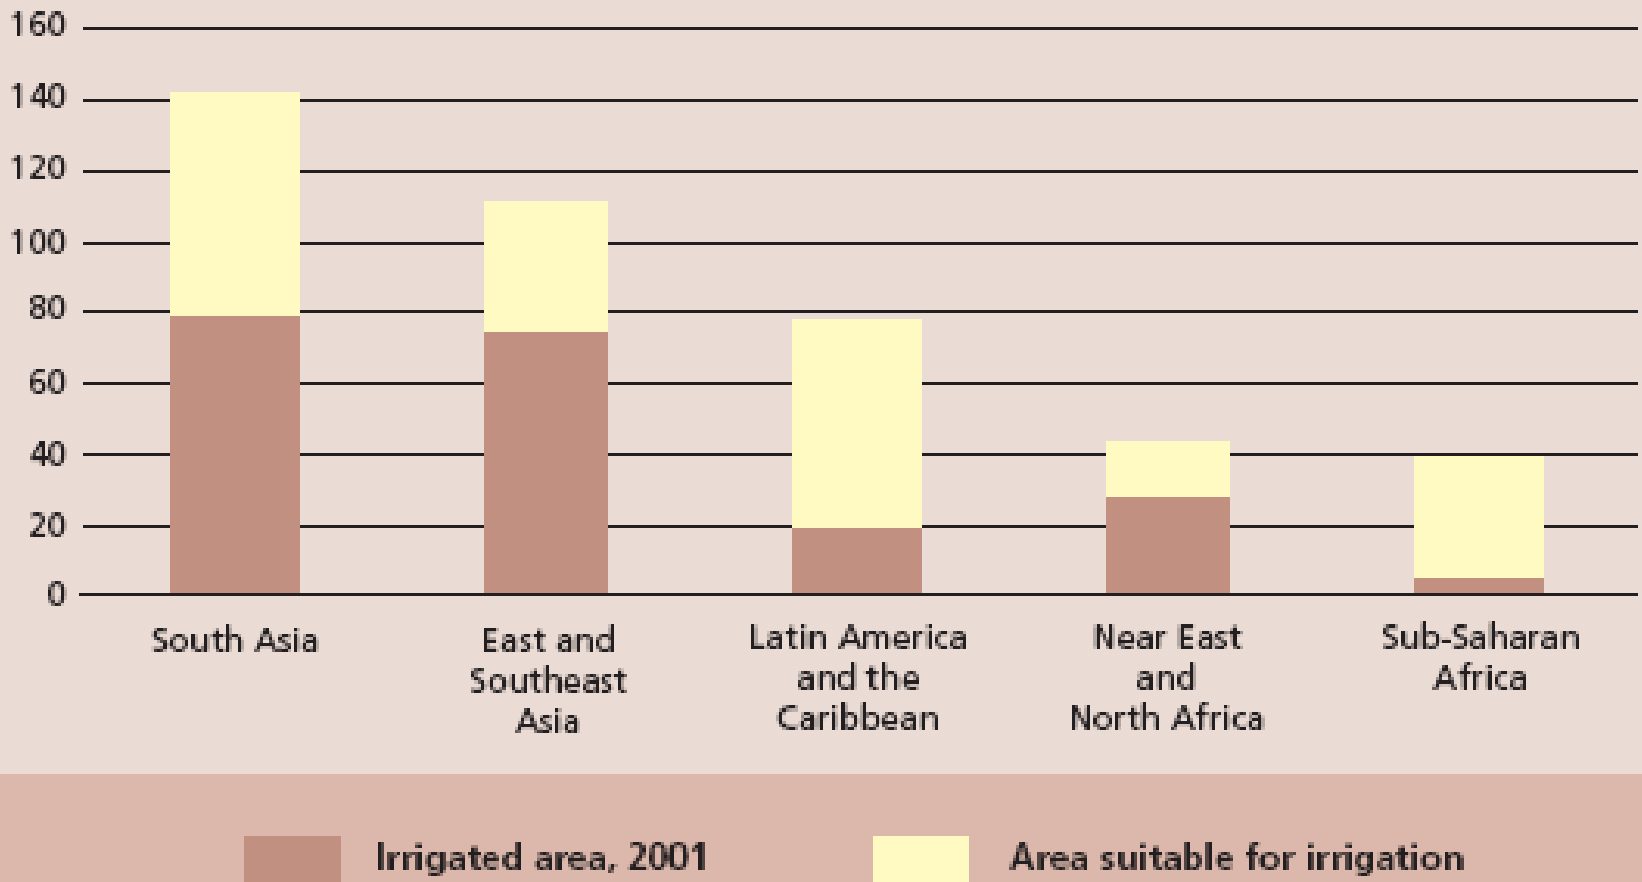 160
140
120
100
80
60
40
20
0
South Asia
East and
Southeast
Asia
Latin America
and the
Caribbean
Near East
and
North Africa
Sub-Saharan
Africa
Irrigated area, 2001
Area suitable for irrigation